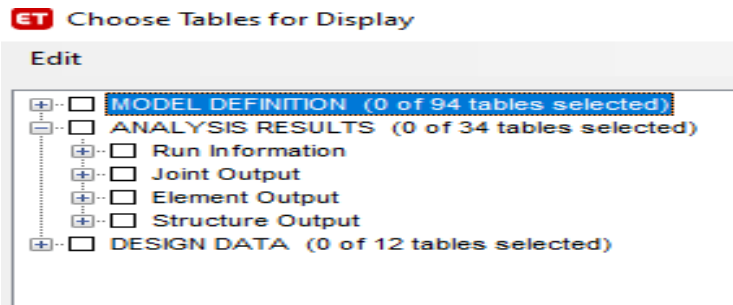 ET Choose Tables for Display
Edit
MODEL DEFINITION (0 of 94 tables selected)
ANALYSIS RESULTS (0 of 34 tables selected)
Run Information
Joint Output
Element Output
Structure Output
DESIGN DATA (0 of 12 tables selected)